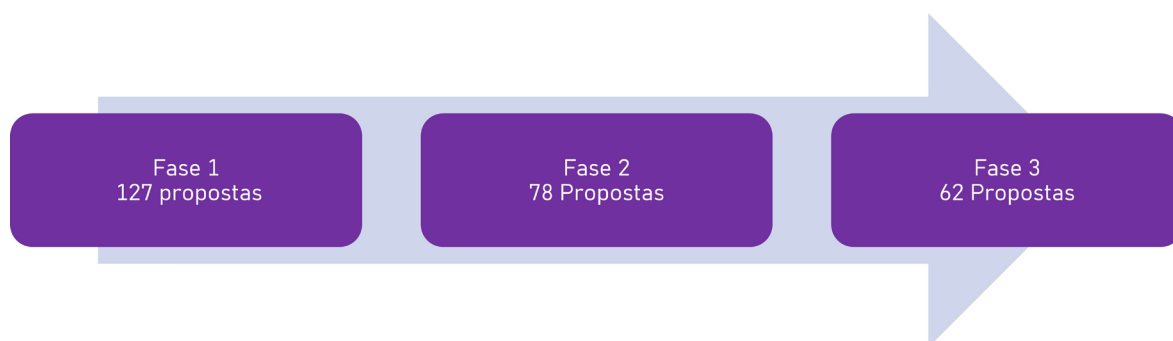 Fase 1
127 propostas
Fase 2
78 Propostas
Fase 3
62 Propostas